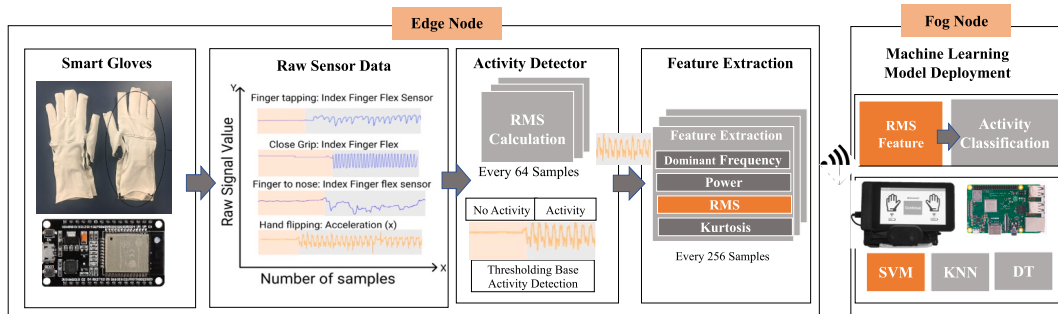 Edge Node
Fog Node
Smart Gloves
Raw Sensor Data
Y
Finger tapping: Index Finger Flex Sensor
Close Grip: Index Finger Flex
Finger to nose: Index Finger flex sensor
Hand flipping: Acceleration (x)
Raw Signal Value
X
Number of samples
Activity Detector
RMS
Calculation
Every 64 Samples
No Activity
Activity
Thresholding Base
Activity Detection
Feature Extraction
Feature Extraction
Dominant Frequency
Power
RMS
Kurtosis
Every 256 Samples
Machine Learning
Model Deployment
RMS
Feature
Activity
Classification
SVM
KNN
DT